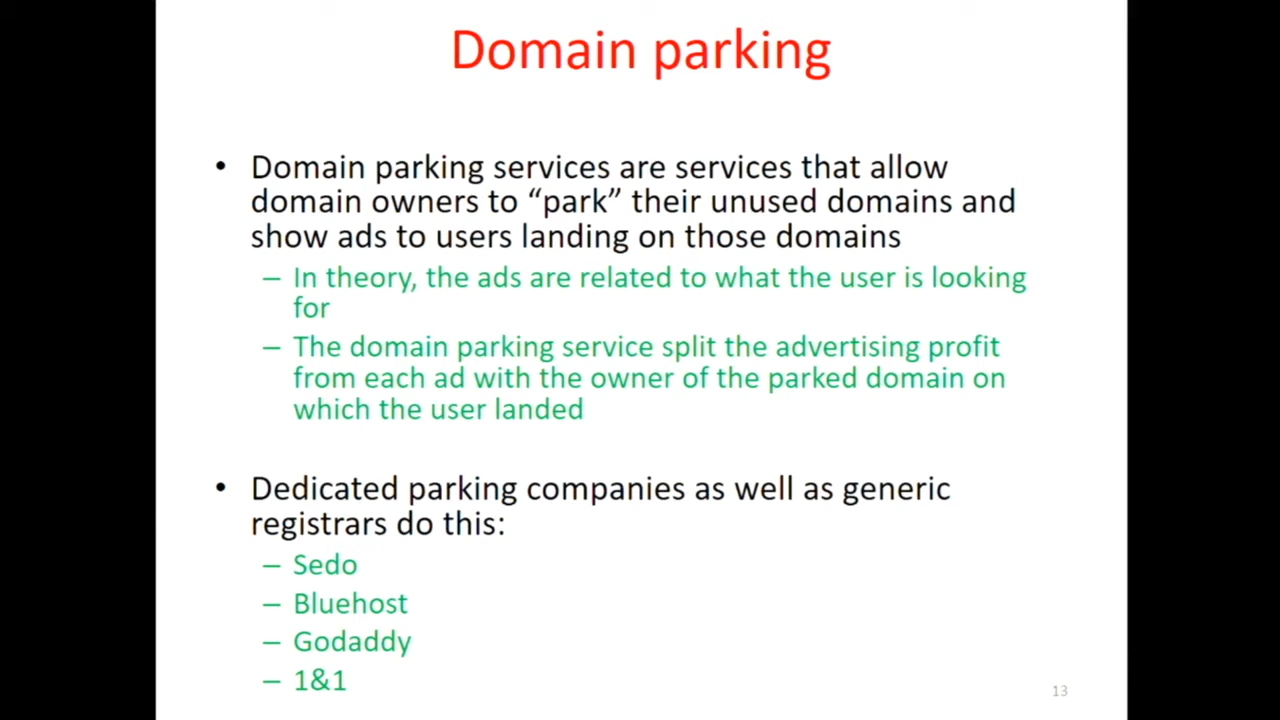 Domain parking
• Domain parking services are services that allow
domain owners to “park” their unused domains and
show ads to users landing on those domains
– In theory, the ads are related to what the user is looking
for
– The domain parking service split the advertising profit
from each ad with the owner of the parked domain on
which the user landed
• Dedicated parking companies as well as generic
registrars do this:
– Sedo
– Bluehost
– Godaddy
– 1&1
13